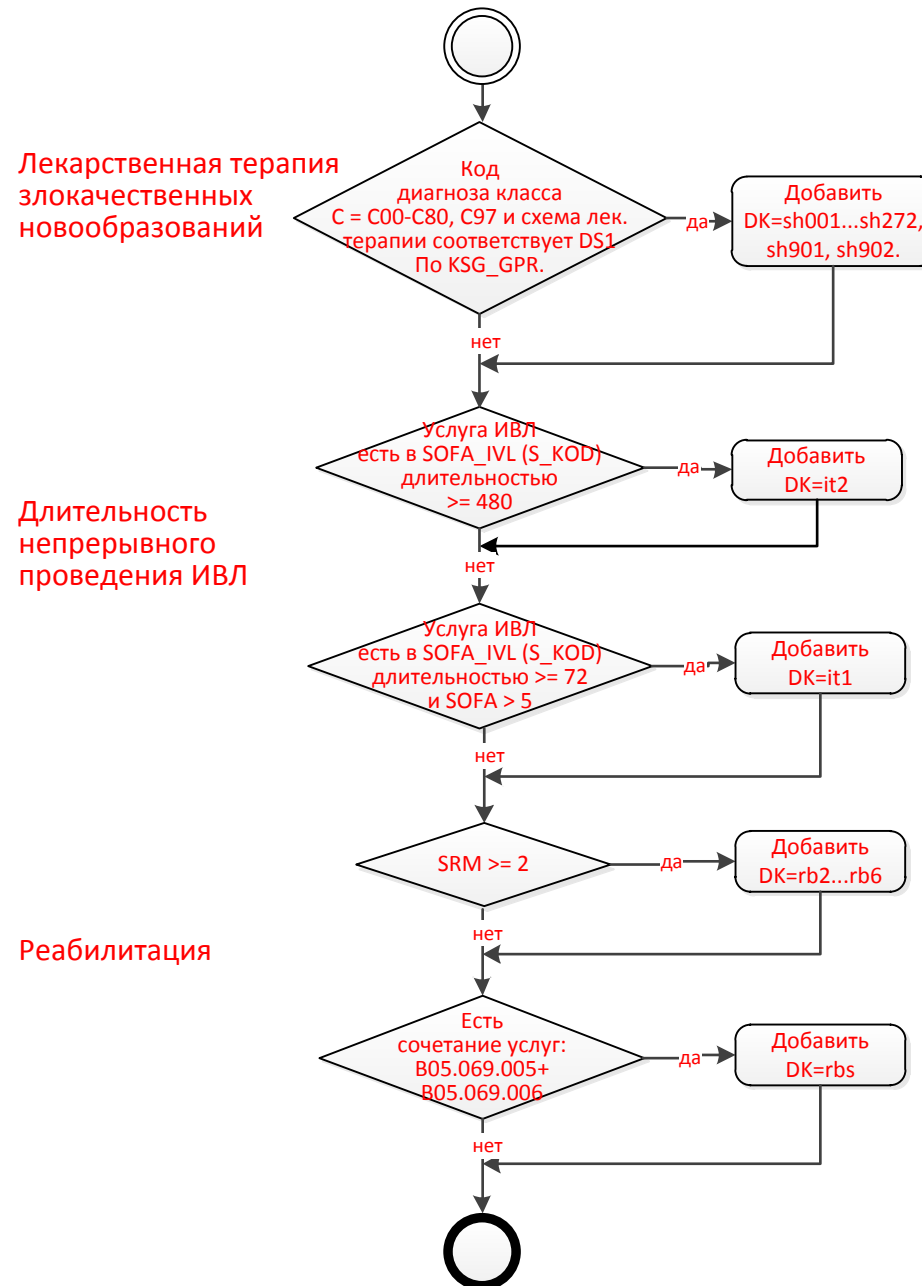 Лекарственная терапия
злокачественных
новообразований
Код
диагноза класса
С = С00-С80, С97 и схема лек.
терапии соответствует DS1
По KSG_GPR.
да
Добавить
DK=sh001...sh272,
sh901, sh902.
нет
Услуга ИВЛ
есть в SOFA_IVL (S_KOD)
длительностью
>= 480
да
Добавить
DK=it2
Длительность
непрерывного
проведения ИВЛ
нет
Услуга ИВЛ
есть в SOFA_IVL (S_KOD)
длительностью >= 72
и SOFA > 5
да
Добавить
DK=it1
нет
SRM >= 2
да
Добавить
DK=rb2...rb6
нет
Реабилитация
Есть
сочетание услуг:
B05.069.005+
B05.069.006
да
Добавить
DK=rbs
нет